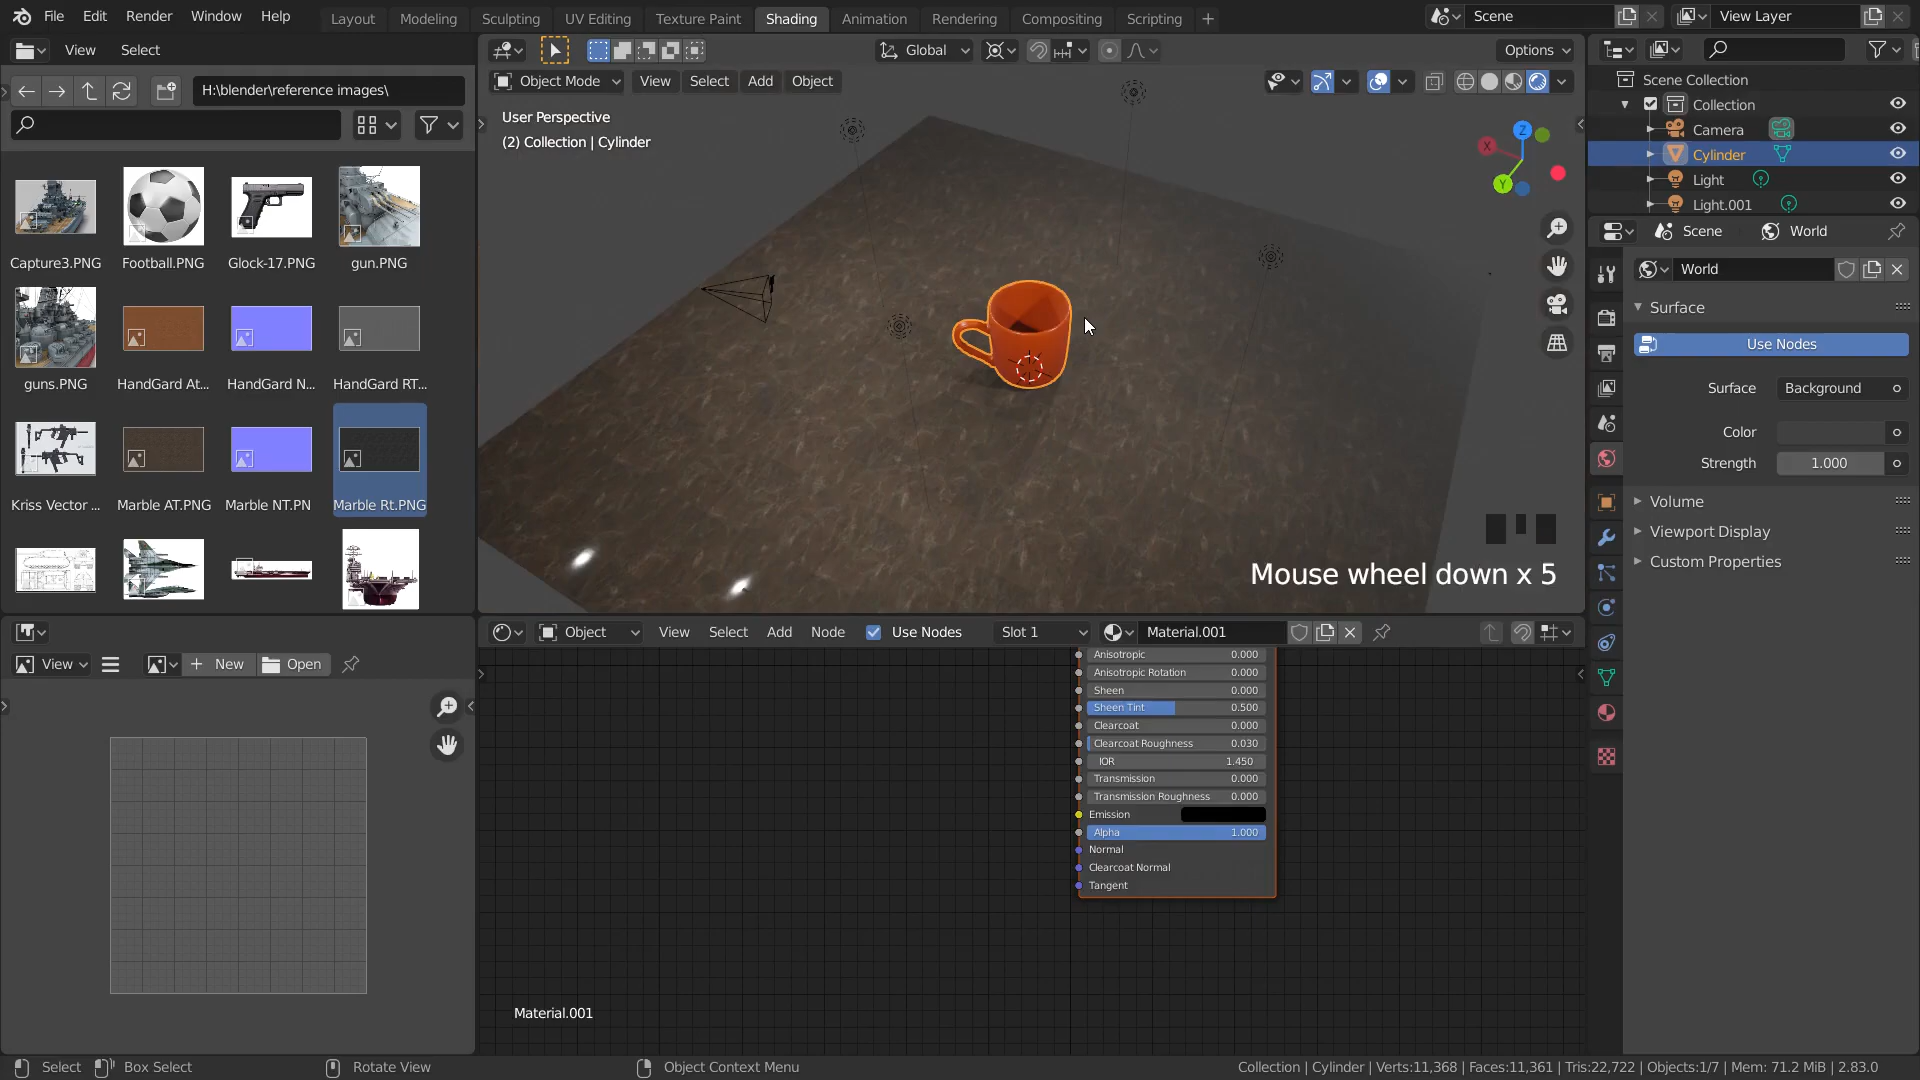 File Edit Render Window Help
Layout Modeling Sculpting UV Editing Texture Paint Shading Animation Rendering Compositing Scripting +
Scene
View Layer
View Select
Global
Options
H:\blender\reference images\
Object Mode View Select Add Object
User Perspective
(2) Collection | Cylinder
Z
X
Y
Scene Collection
Collection
Camera
Cylinder
Light
Light.001
Capture3.PNG Football.PNG Glock-17.PNG gun.PNG
guns.PNG HandGard At... HandGard N... HandGard RT...
Kriss Vector ... Marble AT.PNG Marble NT.PN Marble Rt.PNG
Scene World
World
Surface
Use Nodes
Surface Background
Color
Strength 1.000
Volume
Viewport Display
Custom Properties
Mouse wheel down x 5
Object View Select Add Node Use Nodes Slot 1 Material.001
View + New Open
Anisotropic 0.000
Anisotropic Rotation 0.000
Sheen 0.000
Sheen Tint 0.500
Clearcoat 0.000
Clearcoat Roughness 0.030
IOR 1.450
Transmission 0.000
Transmission Roughness 0.000
Emission
Alpha 1.000
Normal
Clearcoat Normal
Tangent
Material.001
Select Box Select Rotate View Object Context Menu
Collection | Cylinder | Verts:11,368 | Faces:11,361 | Tris:22,722 | Objects:1/7 | Mem: 71.2 MiB | 2.83.0